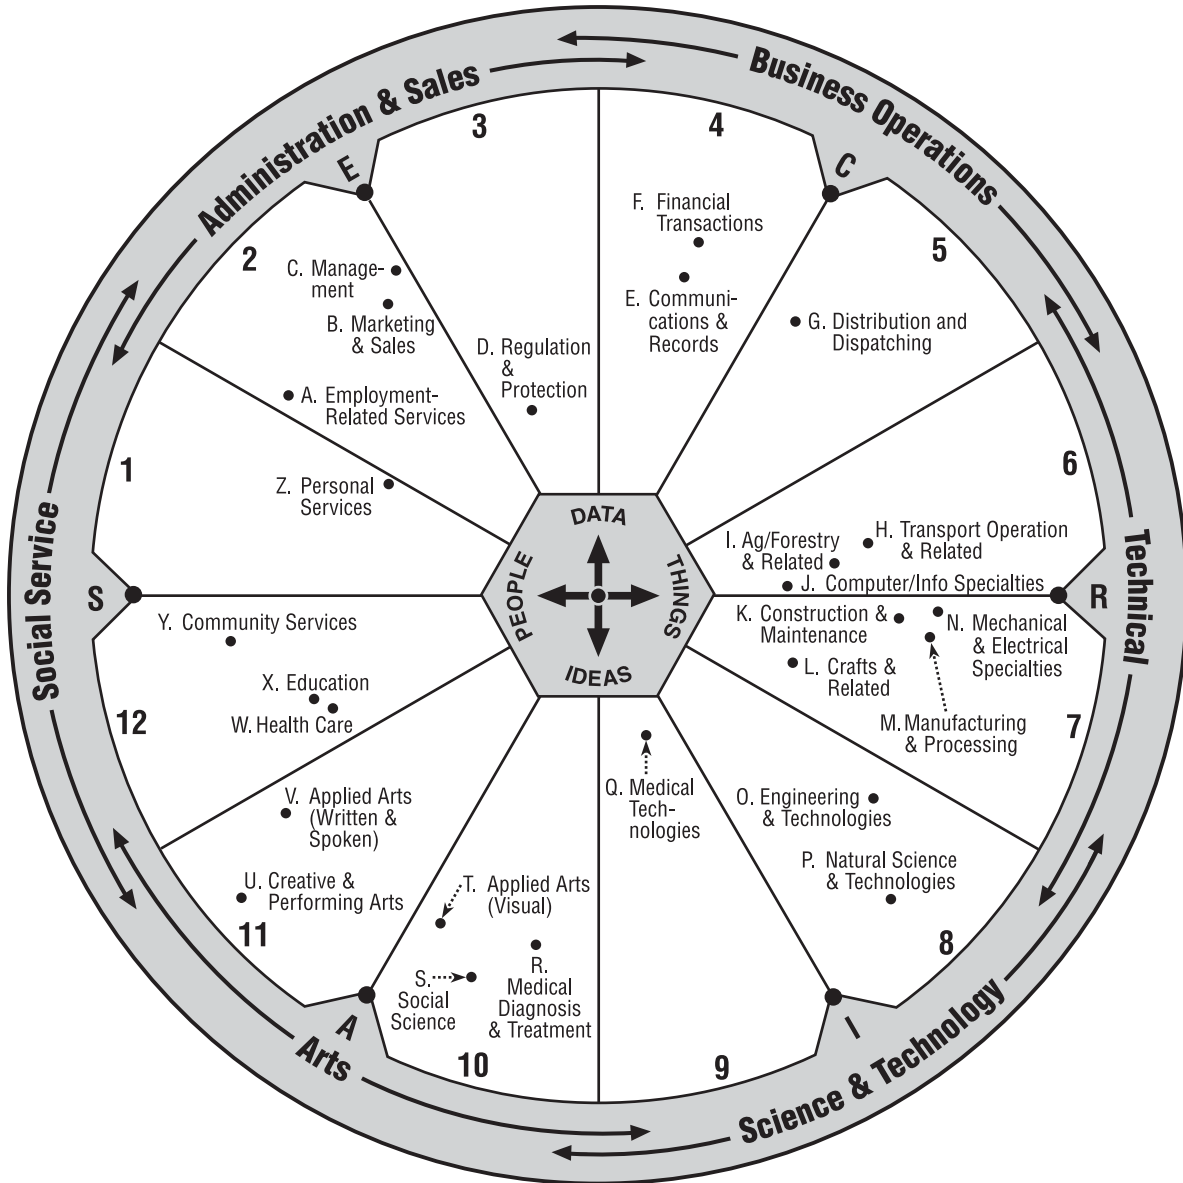 Administration & Sales
Business Operations
Technical
Science & Technology
Arts
Social Service
E
C
R
I
A
S
1
2
3
4
5
6
7
8
9
10
11
12
DATA
THINGS
IDEAS
PEOPLE
A. Employment-
Related Services
B. Marketing
& Sales
C. Manage-
ment
D. Regulation
&
Protection
E. Communi-
cations &
Records
F. Financial
Transactions
G. Distribution and
Dispatching
H. Transport Operation
& Related
I. Ag/Forestry
& Related
J. Computer/Info Specialties
K. Construction &
Maintenance
L. Crafts &
Related
M. Manufacturing
& Processing
N. Mechanical
& Electrical
Specialties
O. Engineering
& Technologies
P. Natural Science
& Technologies
Q. Medical
Tech-
nologies
R.
Medical
Diagnosis
& Treatment
S.
Social
Science
T. Applied Arts
(Visual)
U. Creative &
Performing Arts
V. Applied Arts
(Written &
Spoken)
W. Health Care
X. Education
Y. Community Services
Z. Personal
Services